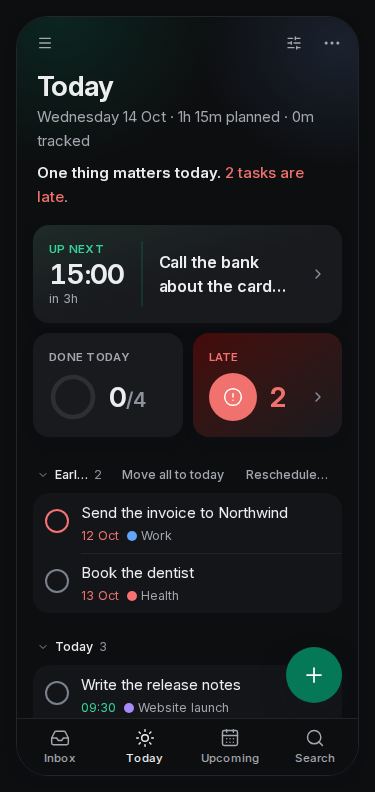 Today
Wednesday 14 Oct · 1h 15m planned · 0m
tracked
One thing matters today. 2 tasks are
late.
UP NEXT
15:00
in 3h
Call the bank
about the card…
DONE TODAY
0/4
LATE
2
Earl… 2 Move all to today Reschedule…
Send the invoice to Northwind
12 Oct Work
Book the dentist
13 Oct Health
Today 3
Write the release notes
09:30 Website launch
Inbox Today Upcoming Search